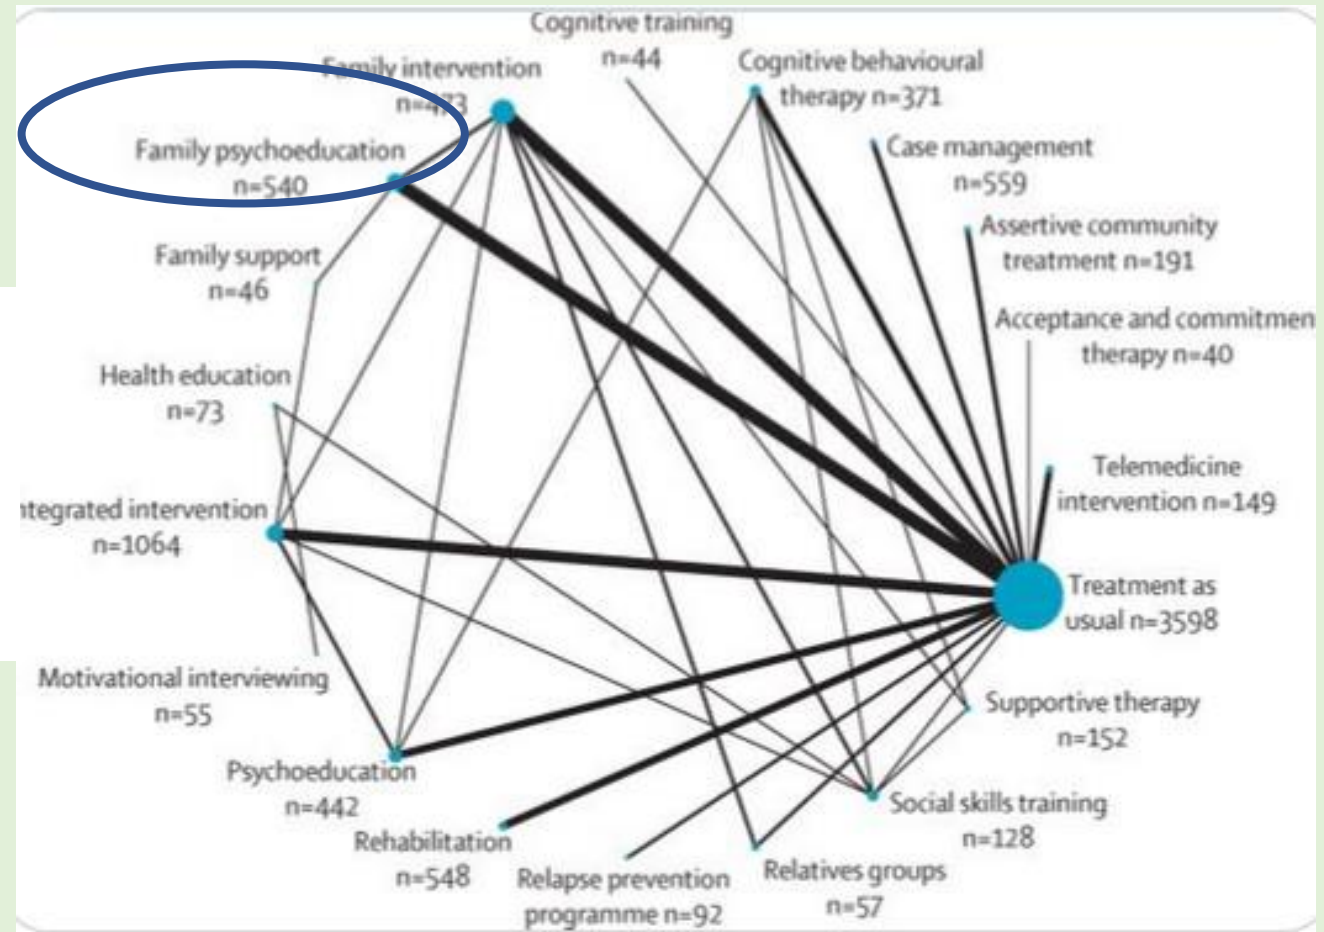 Cognitive training
n=44
Family intervention
n=473
Cognitive behavioural
therapy n=371
Family psychoeducation
n=540
Case management
n=559
Family support
n=46
Assertive community
treatment n=191
Acceptance and commitmen
therapy n=40
Health education
n=73
Telemedicine
intervention n=149
ntegrated intervention
n=1064
Treatment as
usual n=3598
Motivational interviewing
n=55
Supportive therapy
n=152
Psychoeducation
n=442
Social skills training
n=128
Rehabilitation
n=548
Relapse prevention
programme n=92
Relatives groups
n=57